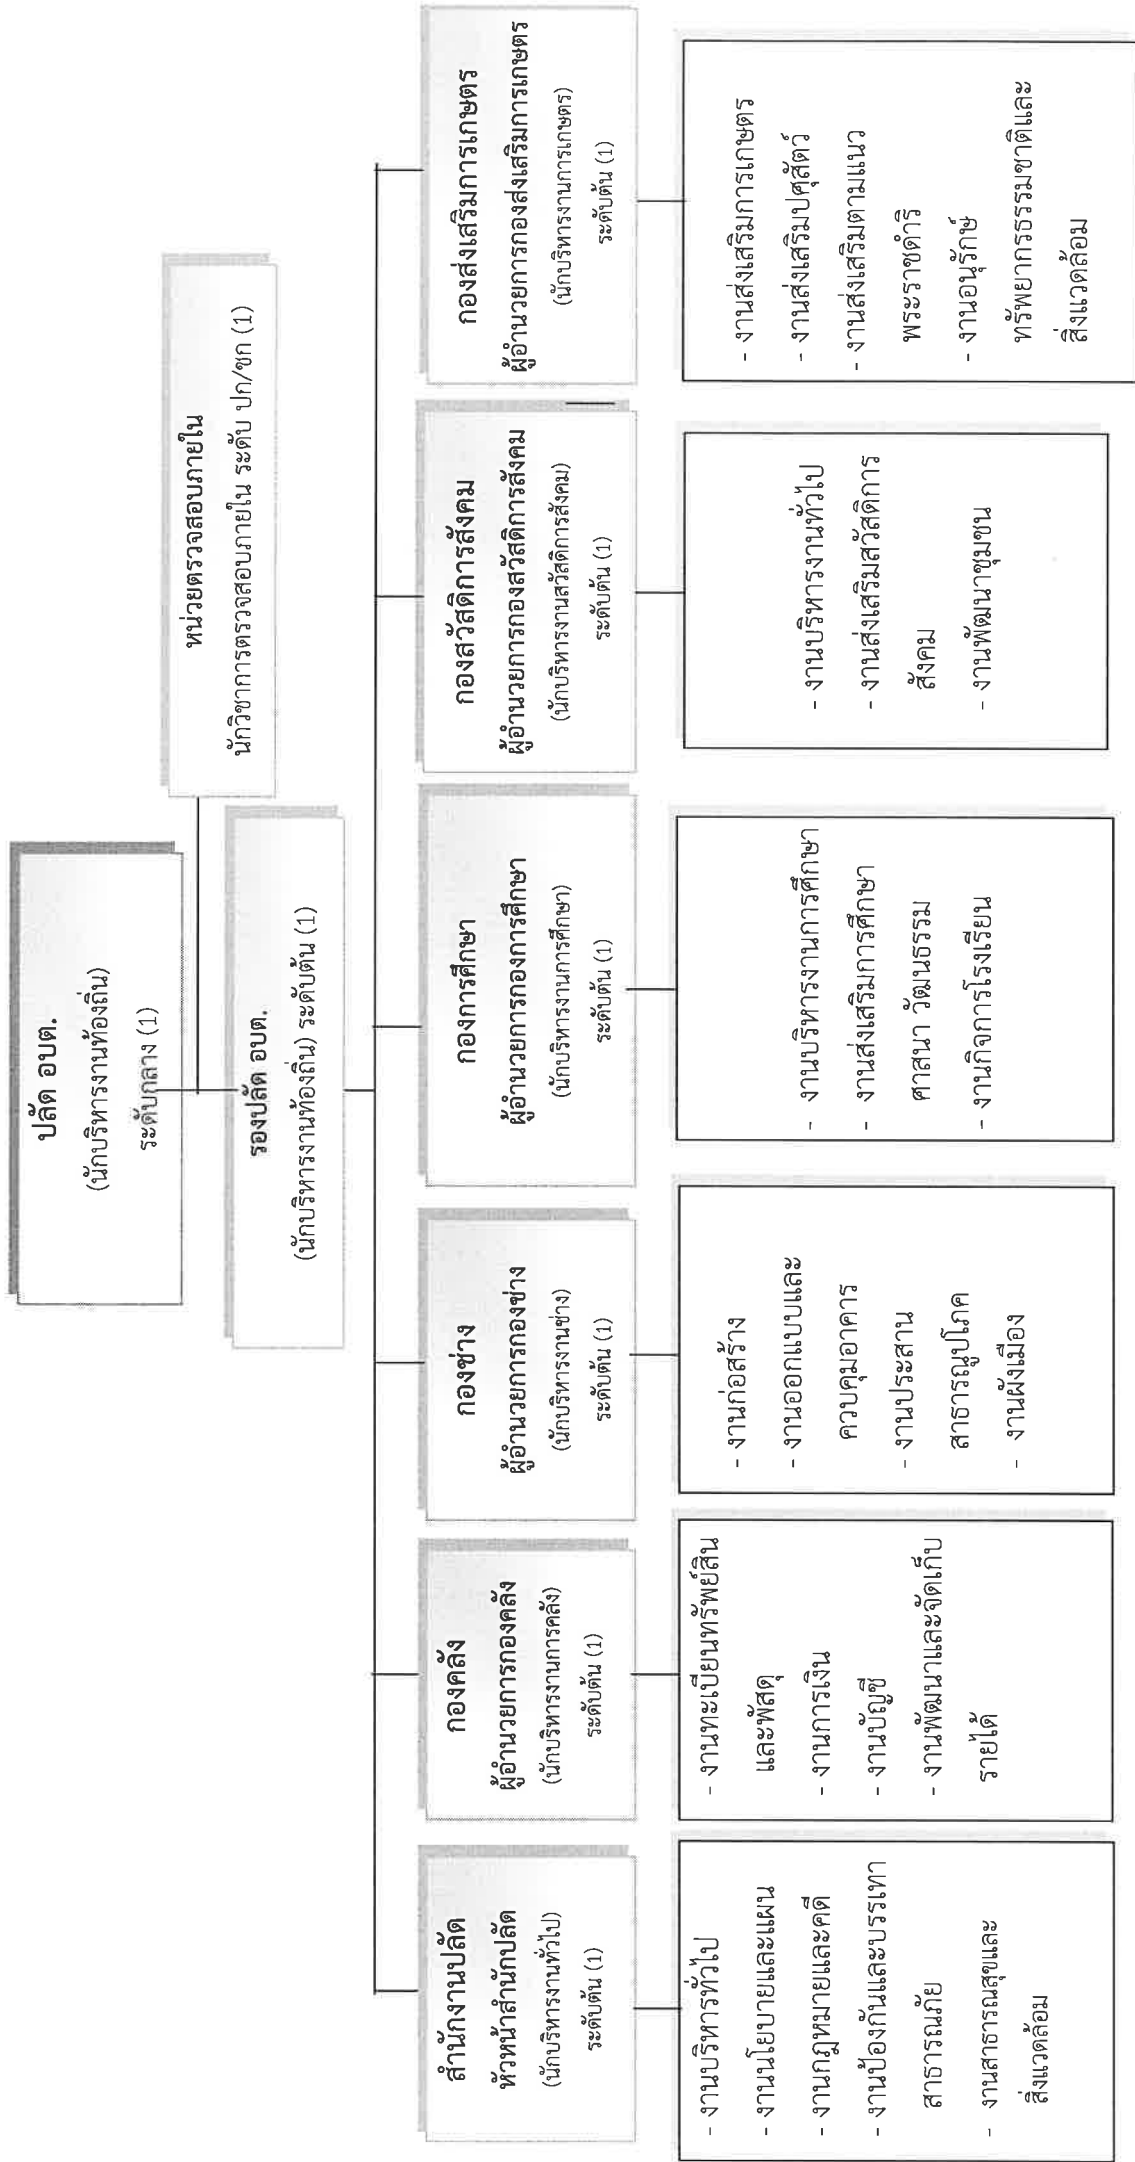 ปลัด อบต.
(นักบริหารงานท้องถิ่น)
ระดับกลาง (1)
หน่วยตรวจสอบภายใน
นักวิชาการตรวจสอบภายใน ระดับ ปก/ชก (1)
รองปลัด อบต.
(นักบริหารงานท้องถิ่น) ระดับต้น (1)
สำนักงานปลัด
หัวหน้าสำนักปลัด
(นักบริหารงานทั่วไป)
ระดับต้น (1)
- งานบริหารทั่วไป
- งานนโยบายและแผน
- งานกฎหมายและคดี
- งานป้องกันและบรรเทา
สาธารณภัย
- งานสาธารณสุขและ
สิ่งแวดล้อม
กองคลัง
ผู้อำนวยการกองคลัง
(นักบริหารงานการคลัง)
ระดับต้น (1)
- งานทะเบียนทรัพย์สิน
และพัสดุ
- งานการเงิน
- งานบัญชี
- งานพัฒนาและจัดเก็บ
รายได้
กองช่าง
ผู้อำนวยการกองช่าง
(นักบริหารงานช่าง)
ระดับต้น (1)
- งานก่อสร้าง
- งานออกแบบและ
ควบคุมอาคาร
- งานประสาน
สาธารณูปโภค
- งานผังเมือง
กองการศึกษา
ผู้อำนวยการกองการศึกษา
(นักบริหารงานการศึกษา)
ระดับต้น (1)
- งานบริหารงานการศึกษา
- งานส่งเสริมการศึกษา
ศาสนา วัฒนธรรม
- งานกิจการโรงเรียน
กองสวัสดิการสังคม
ผู้อำนวยการกองสวัสดิการสังคม
(นักบริหารงานสวัสดิการสังคม)
ระดับต้น (1)
- งานบริหารงานทั่วไป
- งานส่งเสริมสวัสดิการ
สังคม
- งานพัฒนาชุมชน
กองส่งเสริมการเกษตร
ผู้อำนวยการกองส่งเสริมการเกษตร
(นักบริหารงานการเกษตร)
ระดับต้น (1)
- งานส่งเสริมการเกษตร
- งานส่งเสริมปศุสัตว์
- งานส่งเสริมตามแนว
พระราชดำริ
- งานอนุรักษ์
ทรัพยากรธรรมชาติและ
สิ่งแวดล้อม